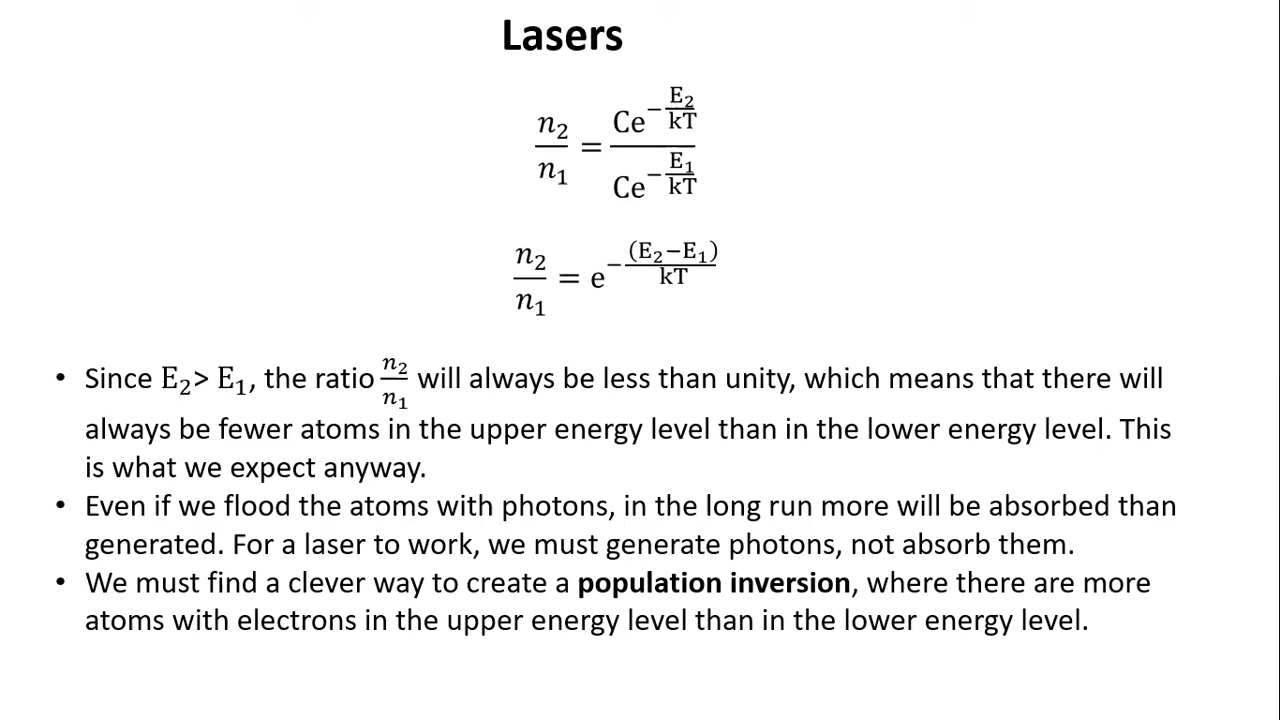 Lasers
n₂/n₁ = Ce^(−E₂/kT) / Ce^(−E₁/kT)
n₂/n₁ = e^(−(E₂−E₁)/kT)
• Since E₂> E₁, the ratio n₂/n₁ will always be less than unity, which means that there will
always be fewer atoms in the upper energy level than in the lower energy level. This
is what we expect anyway.
• Even if we flood the atoms with photons, in the long run more will be absorbed than
generated. For a laser to work, we must generate photons, not absorb them.
• We must find a clever way to create a population inversion, where there are more
atoms with electrons in the upper energy level than in the lower energy level.